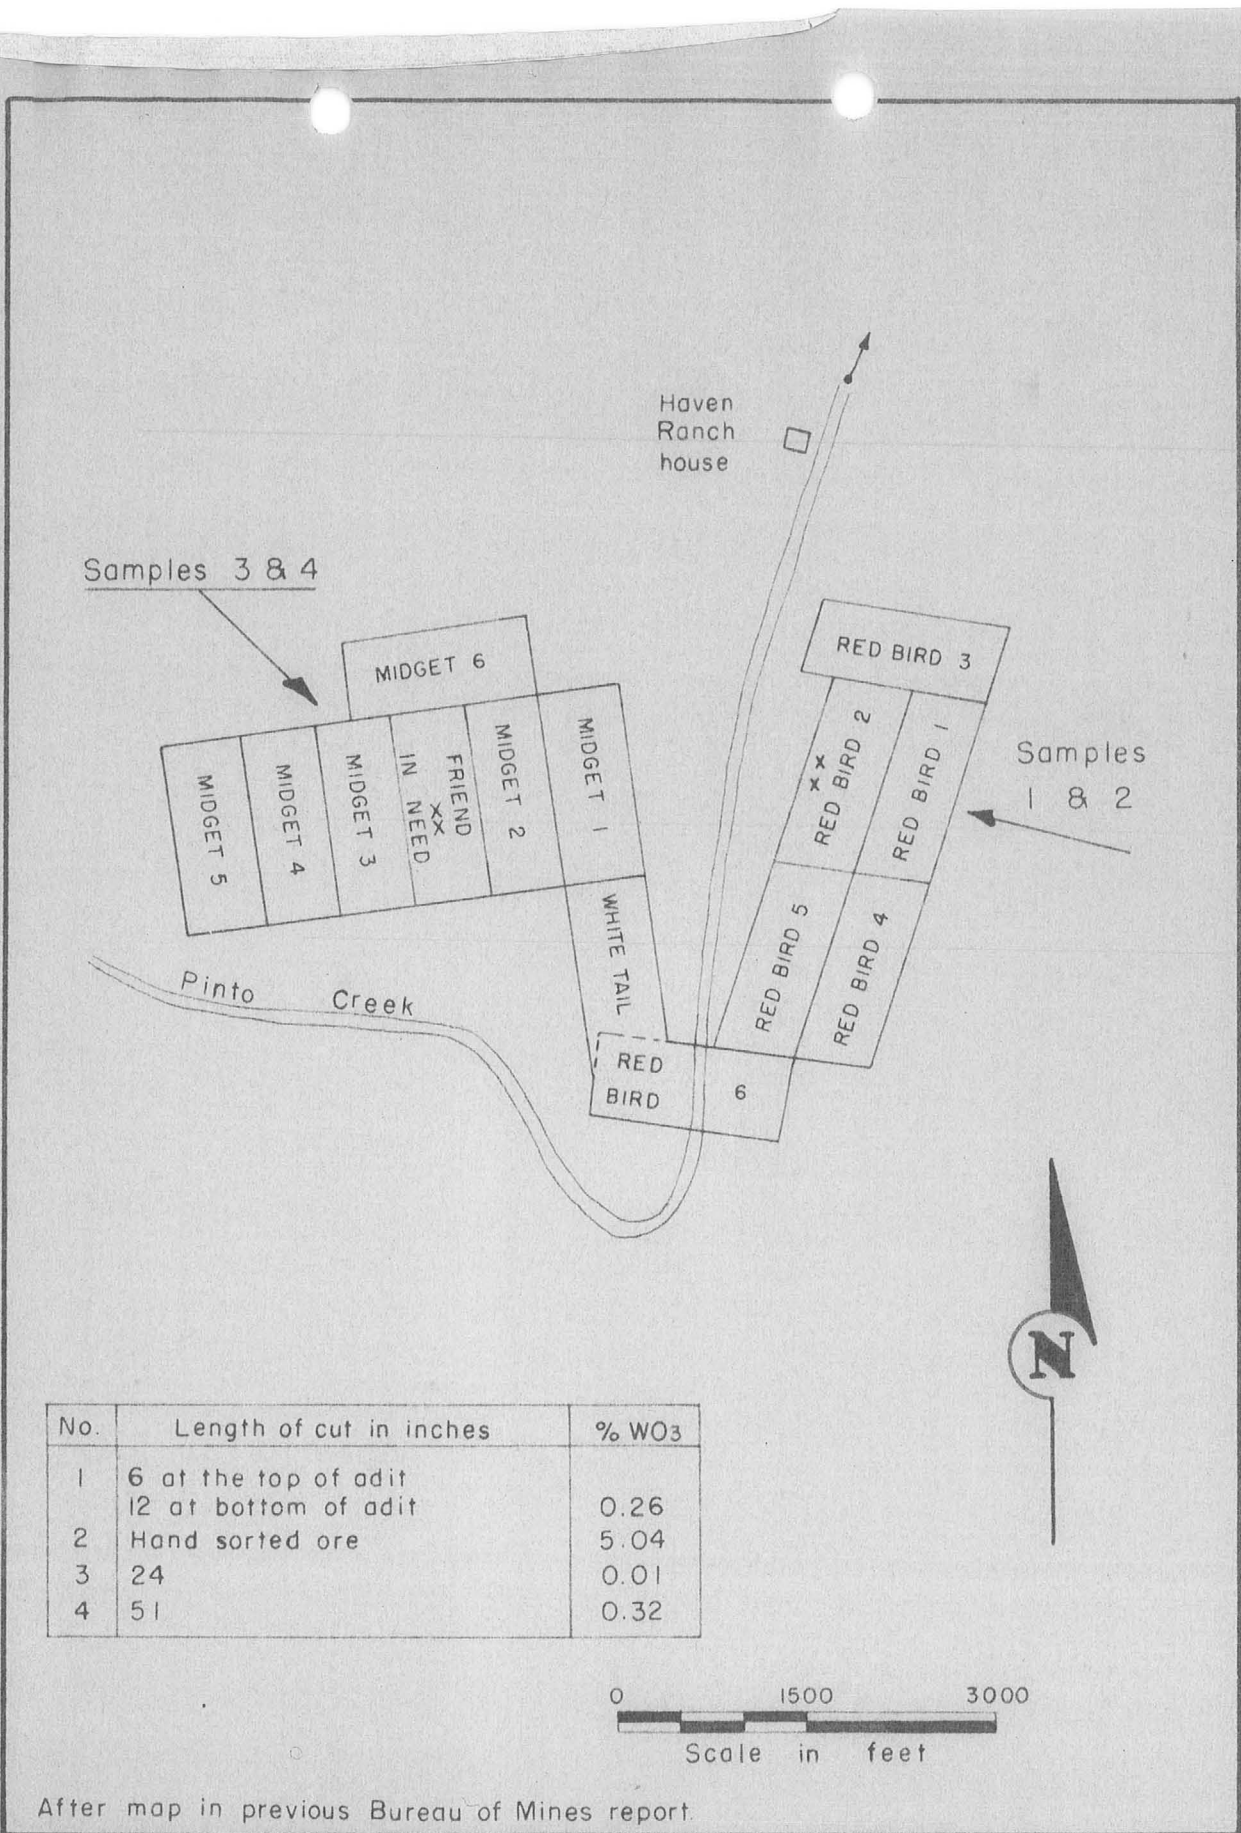 Haven
Ranch
house
Samples 3 & 4
MIDGET 6
RED BIRD 3
MIDGET 5
MIDGET 4
MIDGET 3
FRIEND
XX
IN NEED
MIDGET 2
MIDGET 1
X X
RED BIRD 2
RED BIRD 1
Samples
1 & 2
WHITE TAIL
RED BIRD 5
RED BIRD 4
Pinto Creek
RED
BIRD 6
N
No. Length of cut in inches % WO3
1 6 at the top of adit
12 at bottom of adit 0.26
2 Hand sorted ore 5.04
3 24 0.01
4 51 0.32
0 1500 3000
Scale in feet
After map in previous Bureau of Mines report.